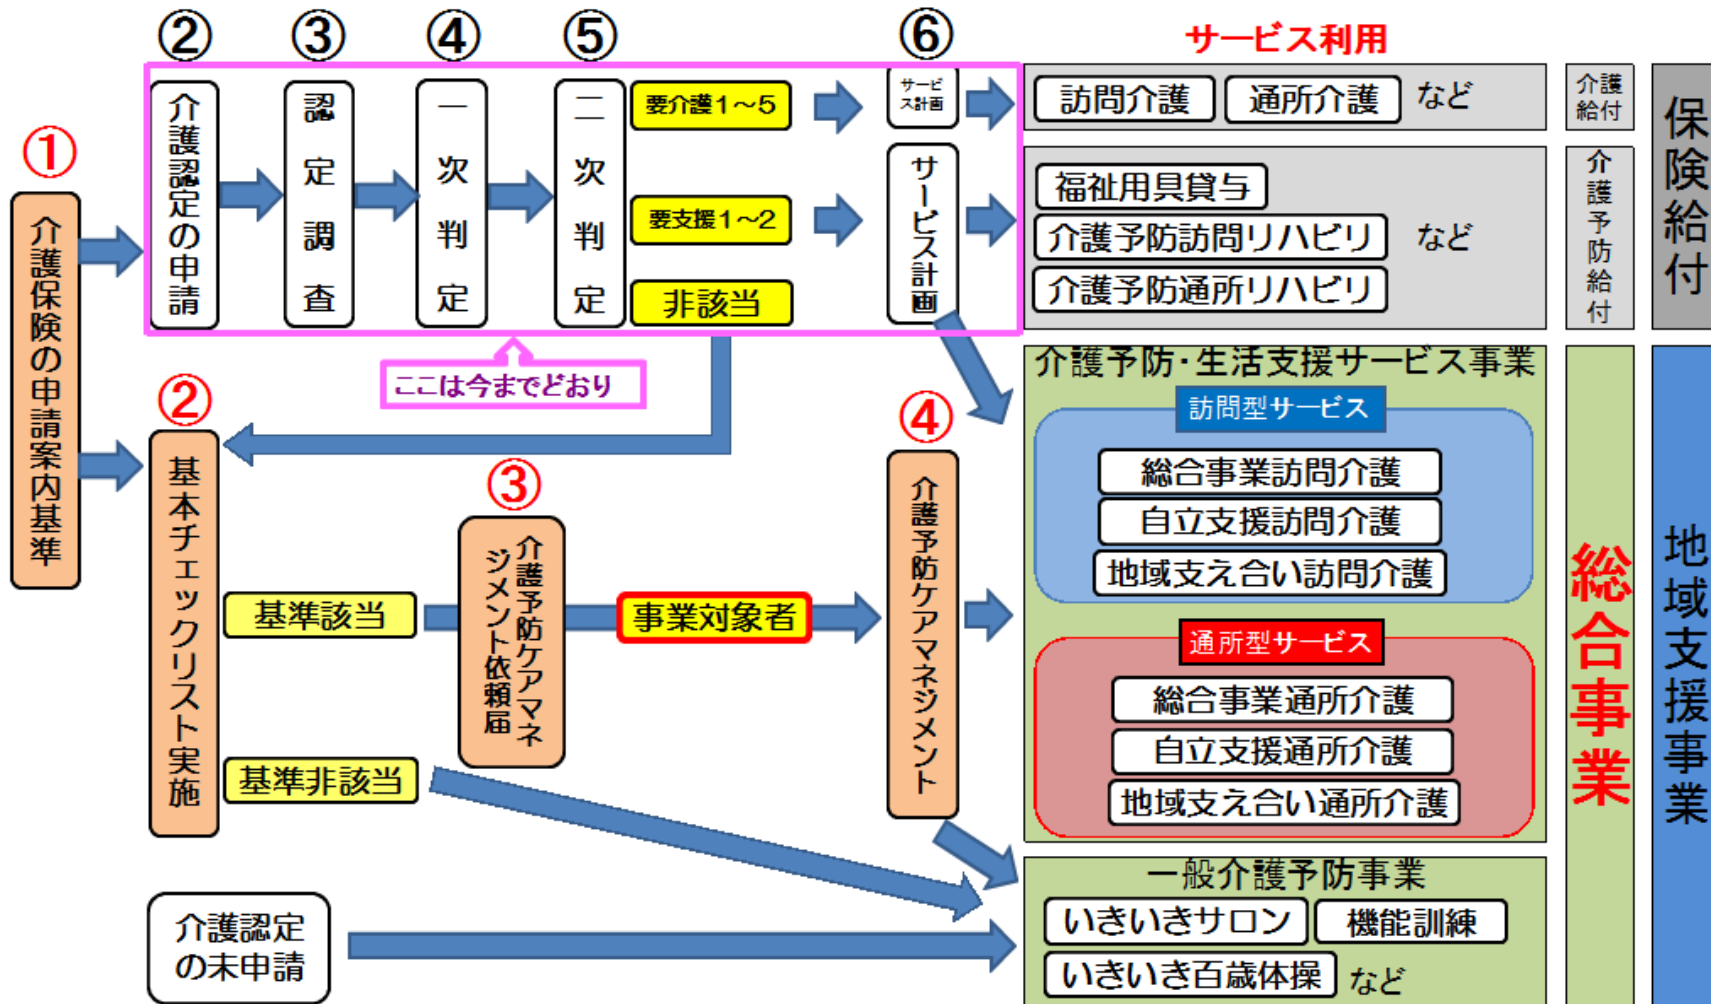 ②
③
④
⑤
⑥
サービス利用
①
介護保険の申請案内基準
介護認定の申請
認定調査
一次判定
二次判定
要介護1～5
要支援1～2
非該当
サービ
ス計画
サービス計画
訪問介護
通所介護
など
介護
給付
福祉用具貸与
介護予防訪問リハビリ
介護予防通所リハビリ
など
介護予防給付
保険給付
ここは今までどおり
②
基本チェックリスト実施
基準該当
基準非該当
③
介護予防ケアマネ
ジメント依頼届
事業対象者
④
介護予防ケアマネジメント
介護予防・生活支援サービス事業
訪問型サービス
総合事業訪問介護
自立支援訪問介護
地域支え合い訪問介護
通所型サービス
総合事業通所介護
自立支援通所介護
地域支え合い通所介護
総合事業
地域支援事業
介護認定
の未申請
一般介護予防事業
いきいきサロン
機能訓練
いきいき百歳体操
など